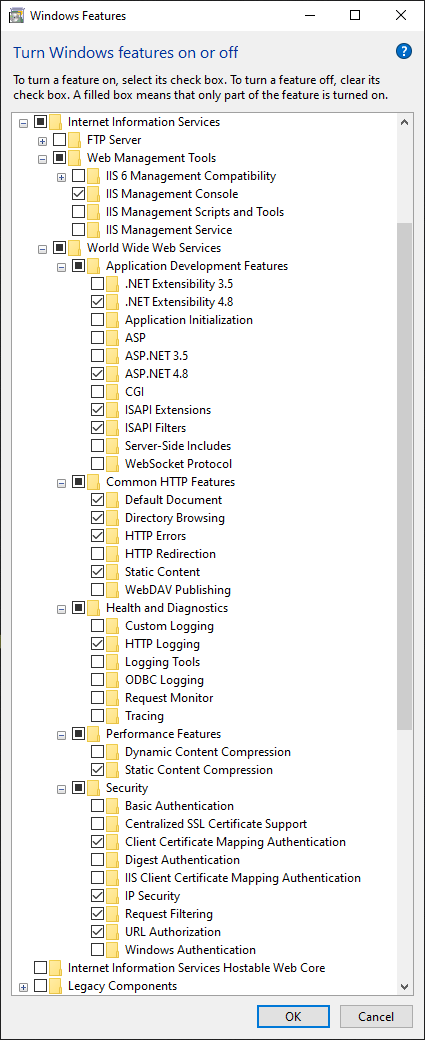 Windows Features
Turn Windows features on or off
?
To turn a feature on, select its check box. To turn a feature off, clear its
check box. A filled box means that only part of the feature is turned on.
Internet Information Services
FTP Server
Web Management Tools
IIS 6 Management Compatibility
IIS Management Console
IIS Management Scripts and Tools
IIS Management Service
World Wide Web Services
Application Development Features
.NET Extensibility 3.5
.NET Extensibility 4.8
Application Initialization
ASP
ASP.NET 3.5
ASP.NET 4.8
CGI
ISAPI Extensions
ISAPI Filters
Server-Side Includes
WebSocket Protocol
Common HTTP Features
Default Document
Directory Browsing
HTTP Errors
HTTP Redirection
Static Content
WebDAV Publishing
Health and Diagnostics
Custom Logging
HTTP Logging
Logging Tools
ODBC Logging
Request Monitor
Tracing
Performance Features
Dynamic Content Compression
Static Content Compression
Security
Basic Authentication
Centralized SSL Certificate Support
Client Certificate Mapping Authentication
Digest Authentication
IIS Client Certificate Mapping Authentication
IP Security
Request Filtering
URL Authorization
Windows Authentication
Internet Information Services Hostable Web Core
Legacy Components
OK
Cancel